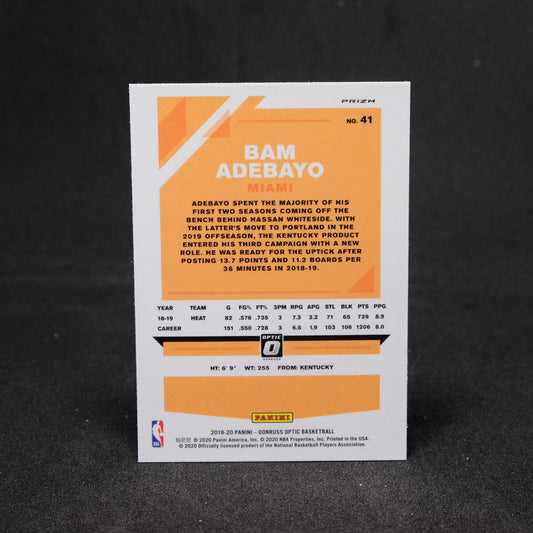 PRIZM
NO. 41
BAM
ADEBAYO
MIAMI
ADEBAYO SPENT THE MAJORITY OF HIS
FIRST TWO SEASONS COMING OFF THE
BENCH BEHIND HASSAN WHITESIDE. WITH
THE LATTER'S MOVE TO PORTLAND IN THE
2019 OFFSEASON, THE KENTUCKY PRODUCT
ENTERED HIS THIRD CAMPAIGN WITH A NEW
ROLE. HE WAS READY FOR THE UPTICK AFTER
POSTING 13.7 POINTS AND 11.2 BOARDS PER
36 MINUTES IN 2018-19.
YEAR TEAM G FG% FT% 3PM RPG APG STL BLK PTS PPG
18-19 HEAT 82 .576 .735 3 7.3 2.2 71 65 729 8.9
CAREER 151 .550 .728 3 6.5 1.9 103 106 1206 8.0
OPTIC
DONRUSS
HT: 6' 9" WT: 255 FROM: KENTUCKY
PANINI
2019-20 PANINI – DONRUSS OPTIC BASKETBALL
© 2020 Panini America, Inc. © 2020 NBA Properties, Inc. Printed in the USA.
© 2020 Officially licensed product of the National Basketball Players Association.